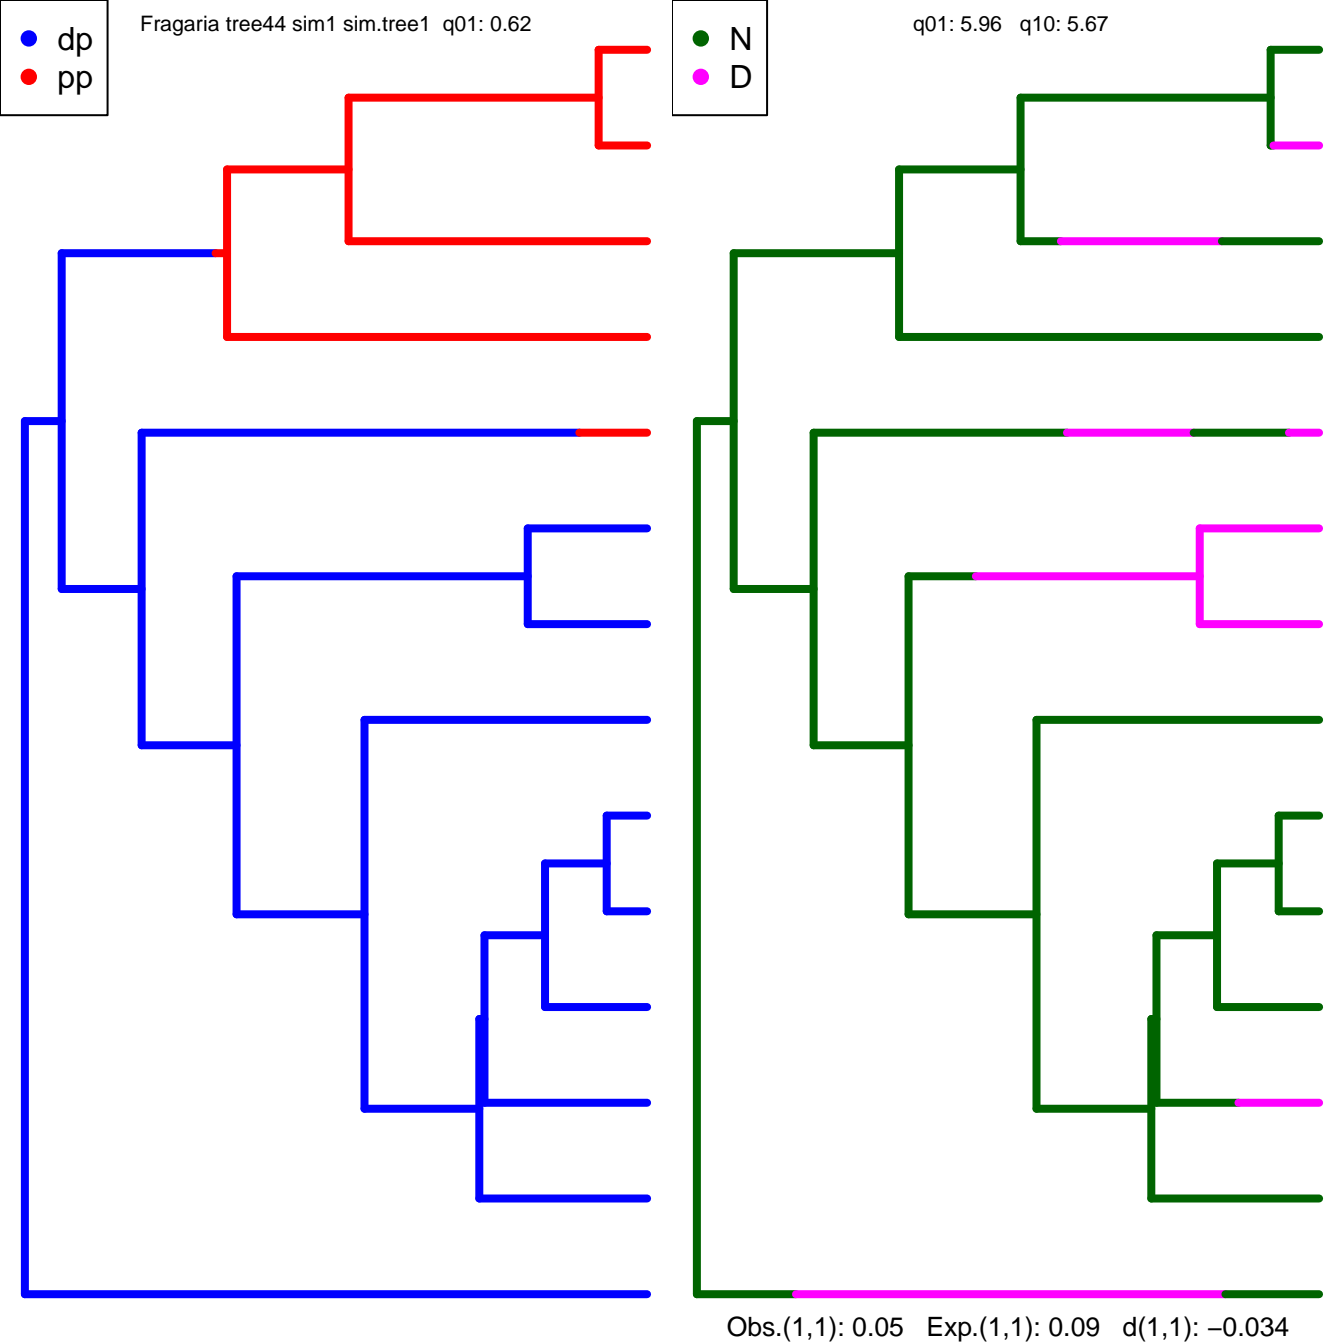 Fragaria tree44 sim1 sim.tree1 q01: 0.62
dp
pp
q01: 5.96 q10: 5.67
N
D
Obs.(1,1): 0.05 Exp.(1,1): 0.09 d(1,1): −0.034